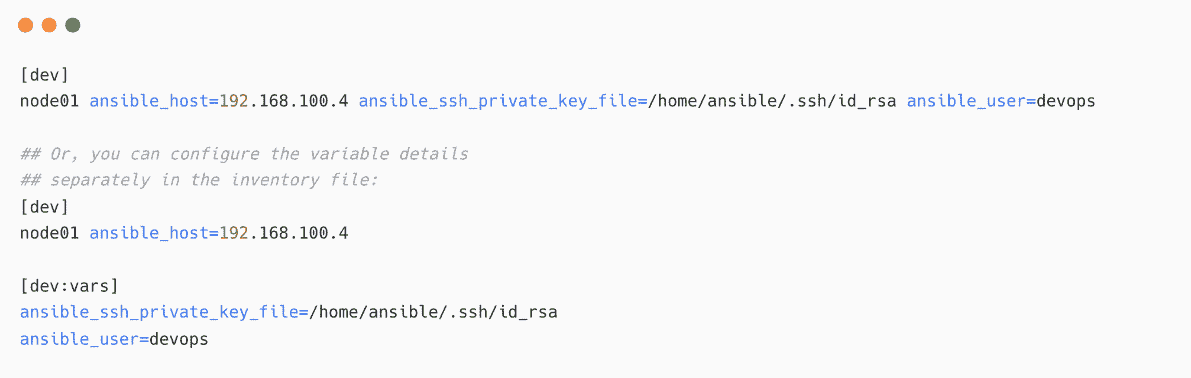 [dev]
node01 ansible_host=192.168.100.4 ansible_ssh_private_key_file=/home/ansible/.ssh/id_rsa ansible_user=devops
## Or, you can configure the variable details
## separately in the inventory file:
[dev]
node01 ansible_host=192.168.100.4
[dev:vars]
ansible_ssh_private_key_file=/home/ansible/.ssh/id_rsa
ansible_user=devops